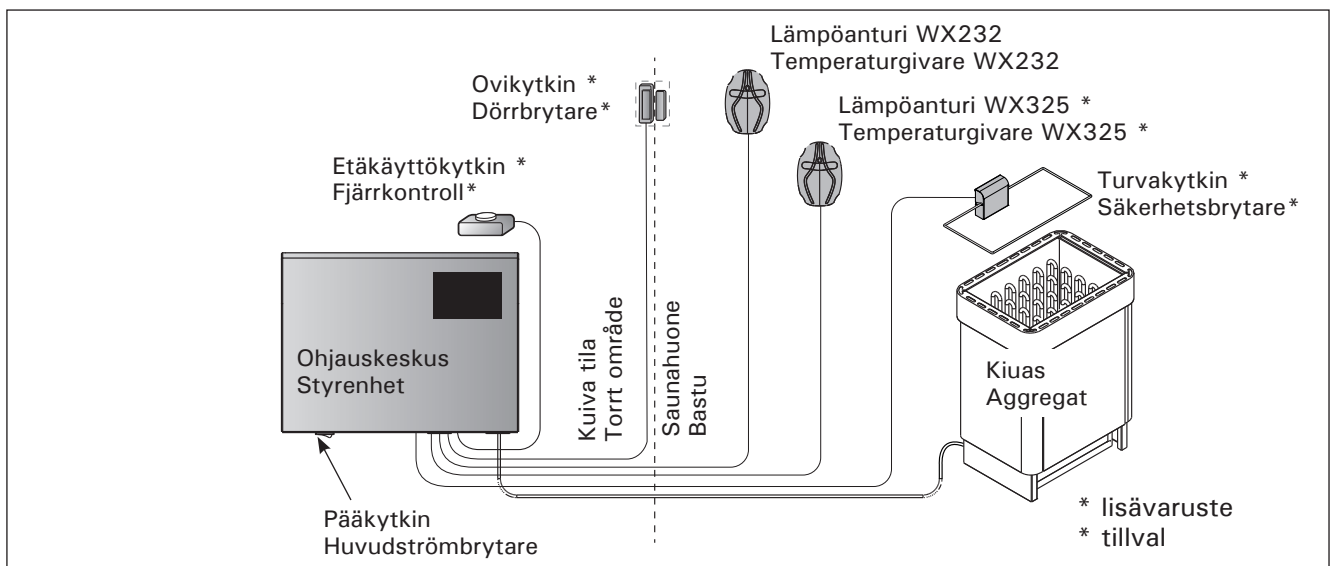 Lämpöanturi WX232
Temperaturgivare WX232
Ovikytkin *
Dörrbrytare*
Lämpöanturi WX325 *
Temperaturgivare WX325 *
Etäkäyttökytkin *
Fjärrkontroll*
Turvakytkin *
Säkerhetsbrytare*
Ohjauskeskus
Styrenhet
Kuiva tila
Torrt område
Saunahuone
Bastu
Kiuas
Aggregat
Pääkytkin
Huvudströmbrytare
* lisävaruste
* tillval